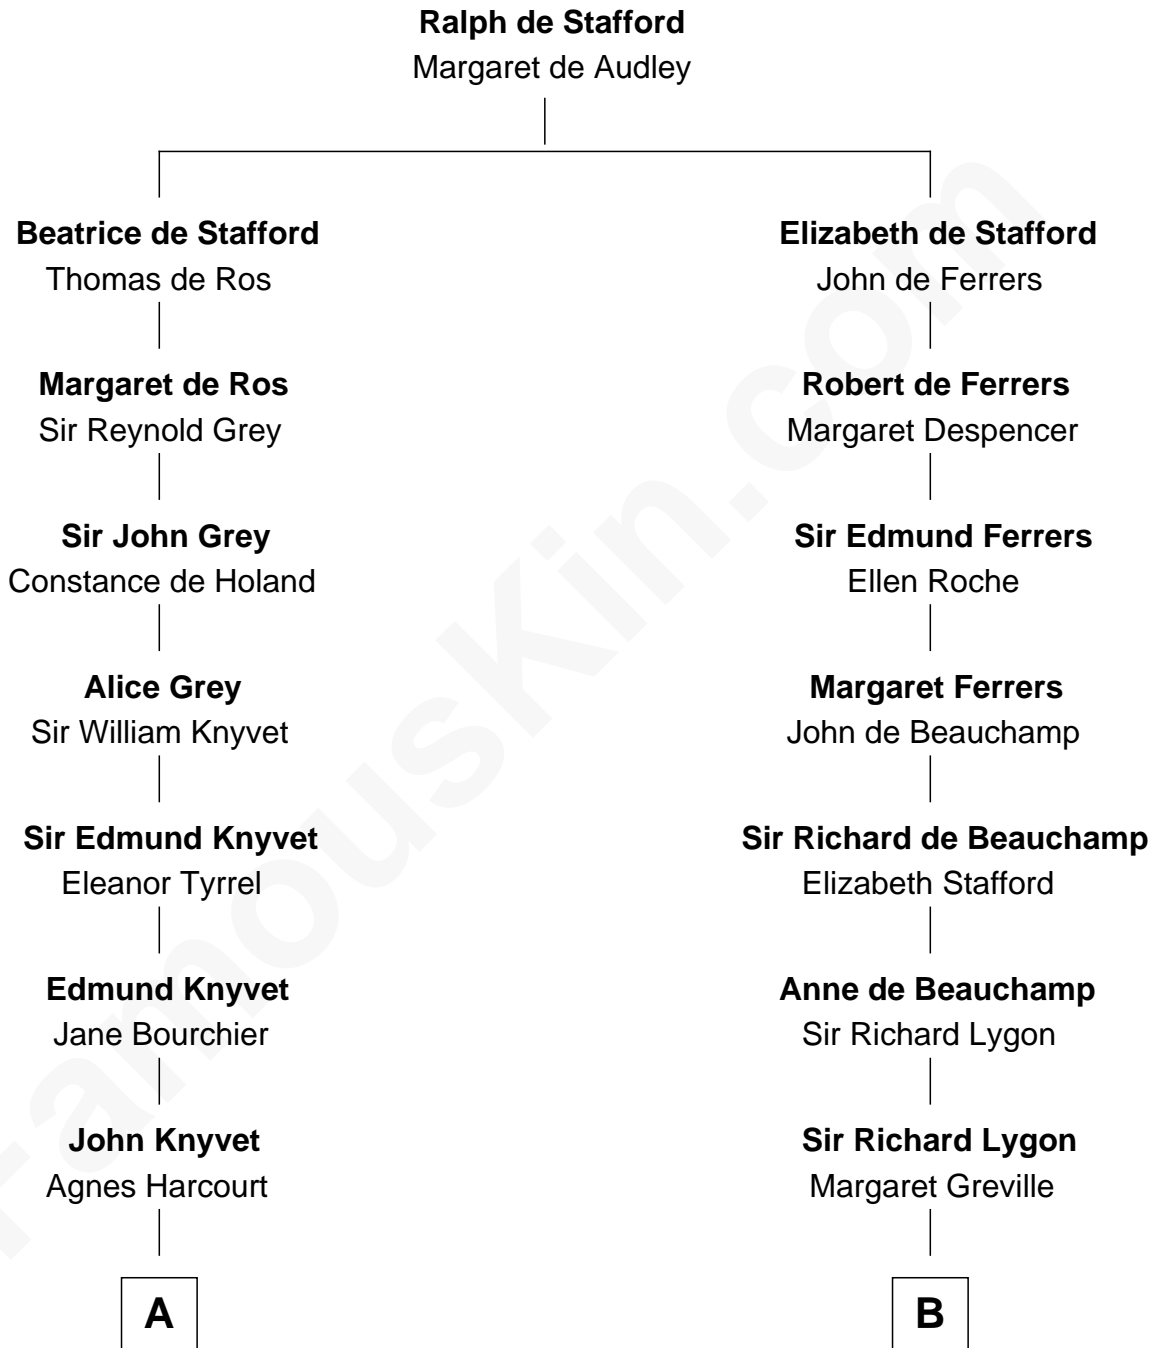 Ralph de Stafford
Margaret de Audley
Beatrice de Stafford
Thomas de Ros
Margaret de Ros
Sir Reynold Grey
Sir John Grey
Constance de Holand
Alice Grey
Sir William Knyvet
Sir Edmund Knyvet
Eleanor Tyrrel
Edmund Knyvet
Jane Bourchier
John Knyvet
Agnes Harcourt
A
Elizabeth de Stafford
John de Ferrers
Robert de Ferrers
Margaret Despencer
Sir Edmund Ferrers
Ellen Roche
Margaret Ferrers
John de Beauchamp
Sir Richard de Beauchamp
Elizabeth Stafford
Anne de Beauchamp
Sir Richard Lygon
Sir Richard Lygon
Margaret Greville
B
FamousKin.com